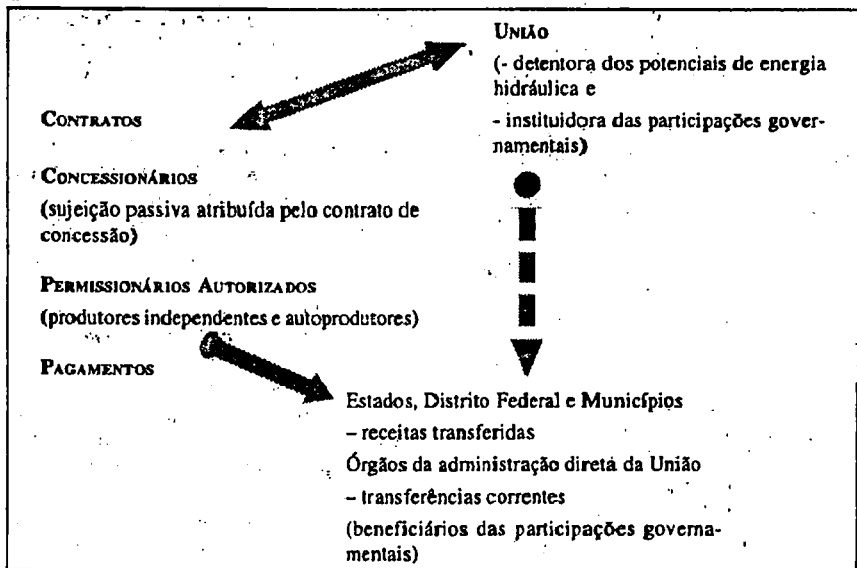 UNIÃO
(- detentora dos potenciais de energia
hidráulica e
- instituidora das participações gover-
namentais)
CONTRATOS
CONCESSIONÁRIOS
(sujeição passiva atribuída pelo contrato de
concessão)
PERMISSIONÁRIOS AUTORIZADOS
(produtores independentes e autoprodutores)
PAGAMENTOS
Estados, Distrito Federal e Municípios
– receitas transferidas
Órgãos da administração direta da União
– transferências correntes
(beneficiários das participações governa-
mentais)